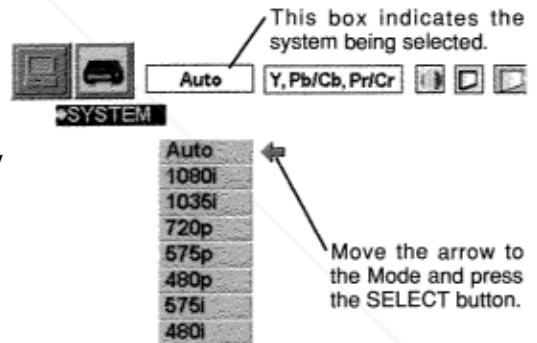 This box indicates the
system being selected.
Auto
Y, Pb/Cb, Pr/Cr
SYSTEM
Auto
1080i
1035i
720p
575p
480p
575i
480i
Move the arrow to
the Mode and press
the SELECT button.